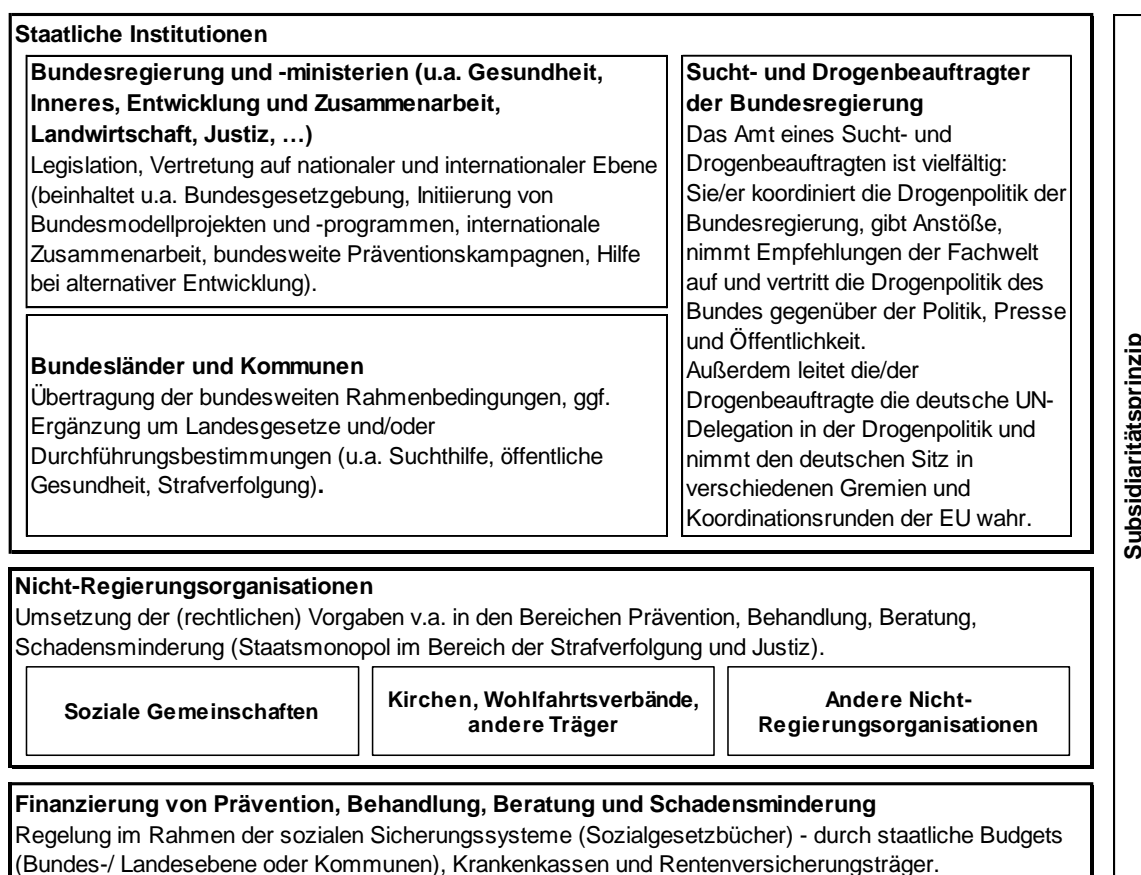 Staatliche Institutionen
Bundesregierung und -ministerien (u.a. Gesundheit,
Inneres, Entwicklung und Zusammenarbeit,
Landwirtschaft, Justiz, …)
Legislation, Vertretung auf nationaler und internationaler Ebene
(beinhaltet u.a. Bundesgesetzgebung, Initiierung von
Bundesmodellprojekten und -programmen, internationale
Zusammenarbeit, bundesweite Präventionskampagnen, Hilfe
bei alternativer Entwicklung).
Bundesländer und Kommunen
Übertragung der bundesweiten Rahmenbedingungen, ggf.
Ergänzung um Landesgesetze und/oder
Durchführungsbestimmungen (u.a. Suchthilfe, öffentliche
Gesundheit, Strafverfolgung).
Sucht- und Drogenbeauftragter
der Bundesregierung
Das Amt eines Sucht- und
Drogenbeauftragten ist vielfältig:
Sie/er koordiniert die Drogenpolitik der
Bundesregierung, gibt Anstöße,
nimmt Empfehlungen der Fachwelt
auf und vertritt die Drogenpolitik des
Bundes gegenüber der Politik, Presse
und Öffentlichkeit.
Außerdem leitet die/der
Drogenbeauftragte die deutsche UN-
Delegation in der Drogenpolitik und
nimmt den deutschen Sitz in
verschiedenen Gremien und
Koordinationsrunden der EU wahr.
Nicht-Regierungsorganisationen
Umsetzung der (rechtlichen) Vorgaben v.a. in den Bereichen Prävention, Behandlung, Beratung,
Schadensminderung (Staatsmonopol im Bereich der Strafverfolgung und Justiz).
Soziale Gemeinschaften
Kirchen, Wohlfahrtsverbände,
andere Träger
Andere Nicht-
Regierungsorganisationen
Finanzierung von Prävention, Behandlung, Beratung und Schadensminderung
Regelung im Rahmen der sozialen Sicherungssysteme (Sozialgesetzbücher) - durch staatliche Budgets
(Bundes-/ Landesebene oder Kommunen), Krankenkassen und Rentenversicherungsträger.
Subsidiaritätsprinzip